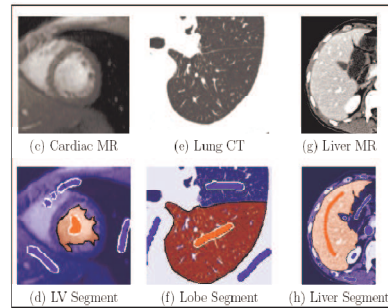 (c) Cardiac MR
(e) Lung CT
(g) Liver MR
(d) LV Segment
(f) Lobe Segment
(h) Liver Segment